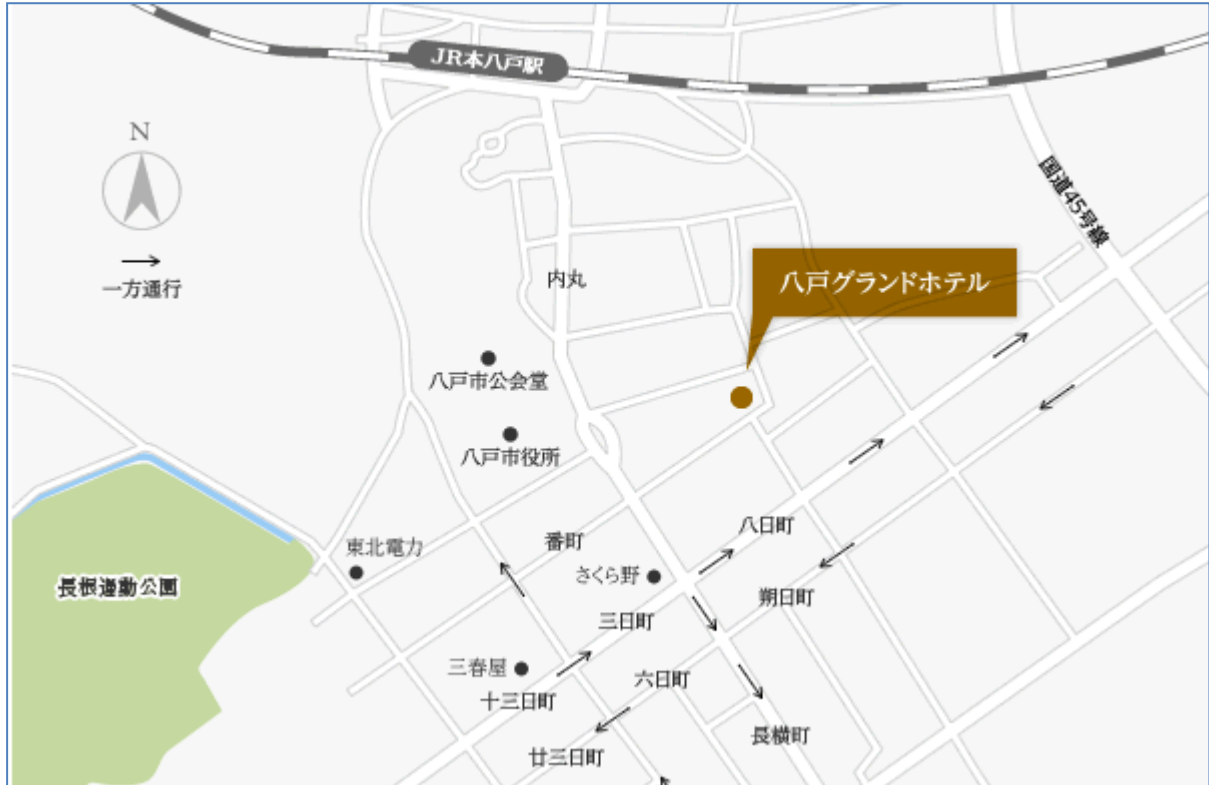 JR本八戸駅
N
一方通行
国道45号線
内丸
八戸グランドホテル
八戸市公会堂
八戸市役所
東北電力
番町
さくら野
八日町
長根運動公園
朔日町
三日町
三春屋
六日町
十三日町
長横町
廿三日町